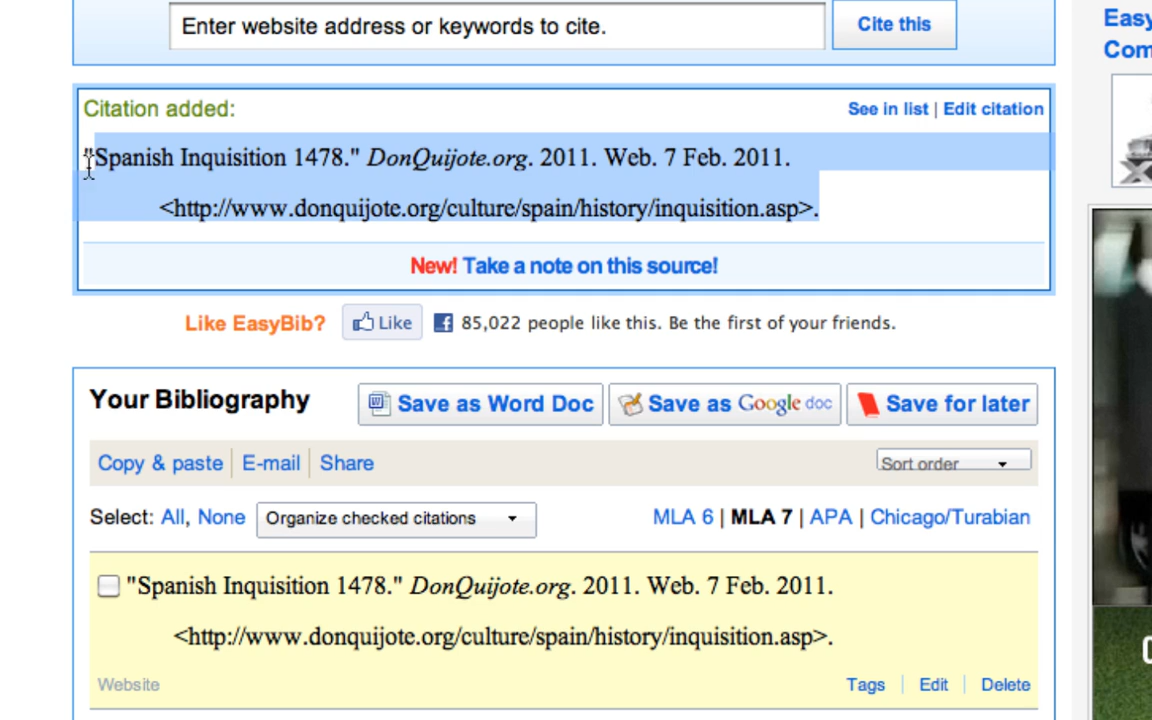 Easy
Com
Enter website address or keywords to cite.
Cite this
Citation added:
See in list | Edit citation
"Spanish Inquisition 1478." DonQuijote.org. 2011. Web. 7 Feb. 2011.
<http://www.donquijote.org/culture/spain/history/inquisition.asp>.
New! Take a note on this source!
Like EasyBib? Like 85,022 people like this. Be the first of your friends.
Your Bibliography
Save as Word Doc
Save as Google doc
Save for later
Copy & paste | E-mail | Share
Sort order
Select: All, None
Organize checked citations
MLA 6 | MLA 7 | APA | Chicago/Turabian
"Spanish Inquisition 1478." DonQuijote.org. 2011. Web. 7 Feb. 2011.
<http://www.donquijote.org/culture/spain/history/inquisition.asp>.
Website
Tags | Edit | Delete